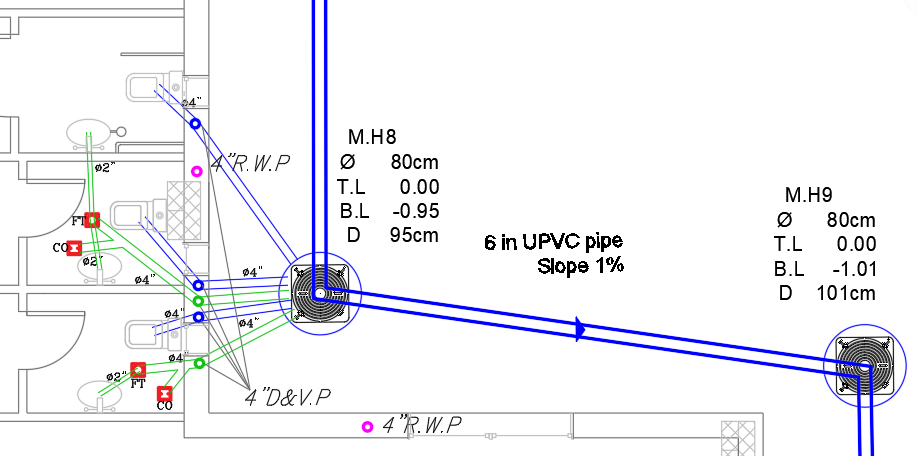 ø4"
M.H8
Ø 80cm
T.L 0.00
B.L -0.95
D 95cm
4"R.W.P
ø2"
M.H9
Ø 80cm
T.L 0.00
B.L -1.01
D 101cm
FT
6 in UPVC pipe
Slope 1%
CO
ø2"
ø4"
ø4"
ø4"
ø4"
ø4"
ø2"
FT
4"D&V.P
CO
4"R.W.P